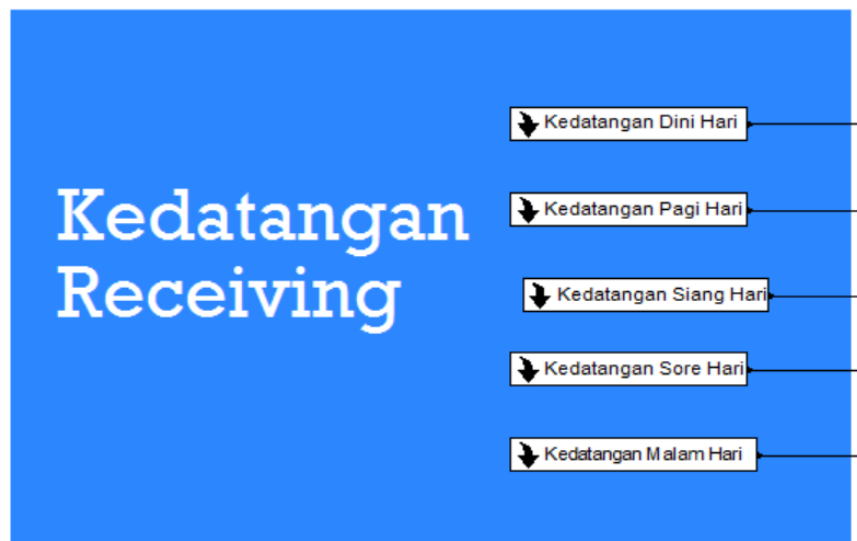 Kedatangan
Receiving
Kedatangan Dini Hari
Kedatangan Pagi Hari
Kedatangan Siang Hari
Kedatangan Sore Hari
Kedatangan Malam Hari